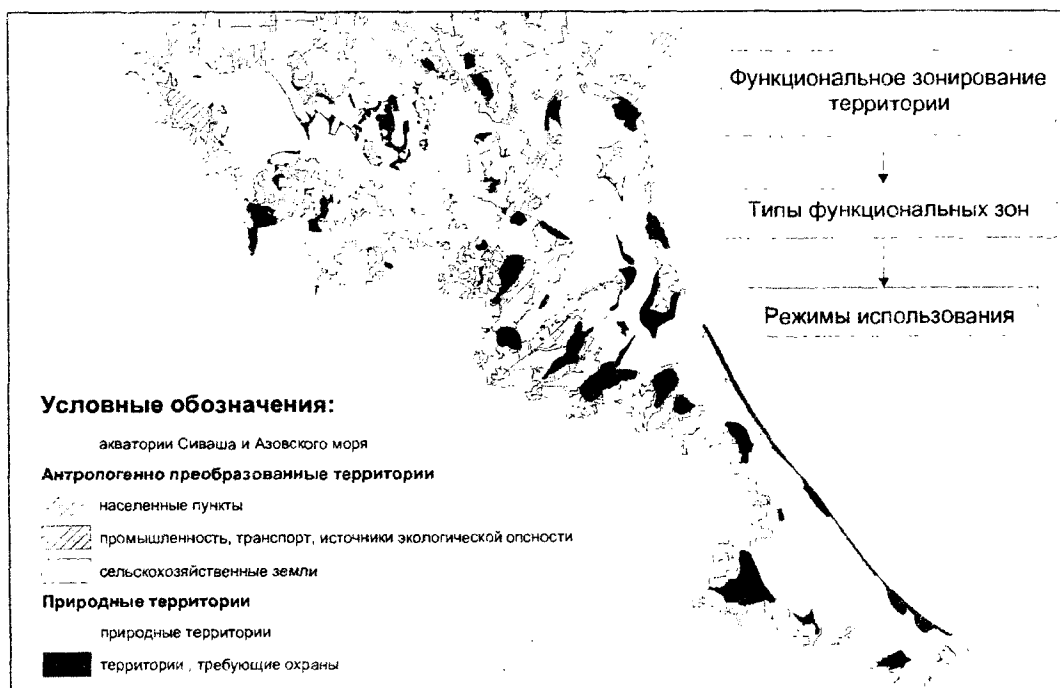 Функциональное зонирование
территории
Типы функциональных зон
Режимы использования
Условные обозначения:
акватории Сиваша и Азовского моря
Антропогенно преобразованные территории
населенные пункты
промышленность, транспорт, источники экологической опсности
сельскохозяйственные земли
Природные территории
природные территории
территории , требующие охраны